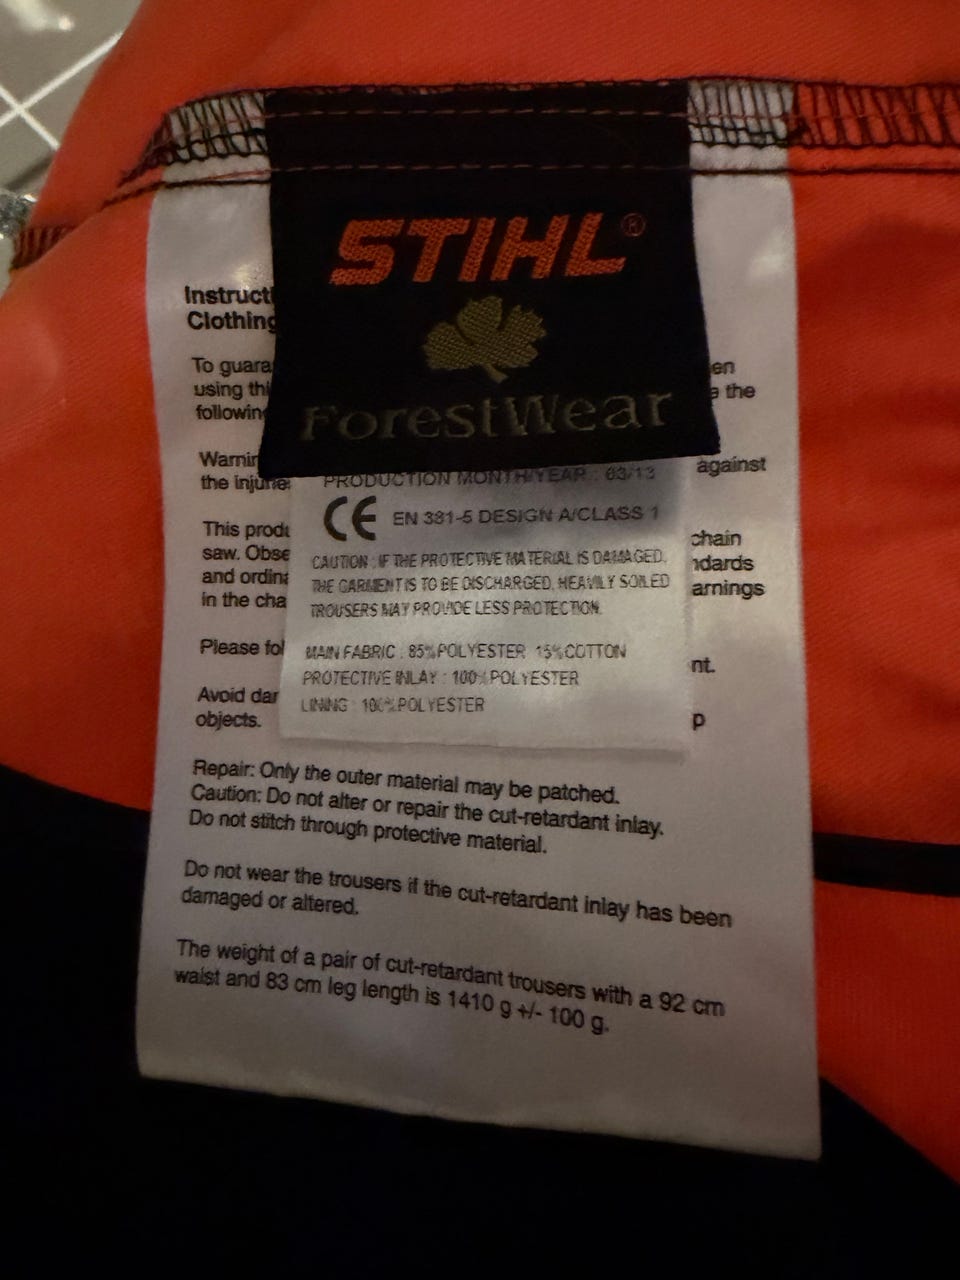 STIHL®
ForestWear
Instructi
Clothing
To guara en
using thi e the
following
Warnin against
the injurie
PRODUCTION MONTH/YEAR : 03/13
CE EN 381-5 DESIGN A/CLASS 1
This produ chain
saw. Obse ndards
and ordina arnings
in the cha
CAUTION : IF THE PROTECTIVE MATERIAL IS DAMAGED,
THE GARMENT IS TO BE DISCHARGED. HEAVILY SOILED
TROUSERS MAY PROVIDE LESS PROTECTION.
Please fol nt.
MAIN FABRIC : 85% POLYESTER 15% COTTON
PROTECTIVE INLAY : 100% POLYESTER
LINING : 100% POLYESTER
Avoid dar p
objects.
Repair: Only the outer material may be patched.
Caution: Do not alter or repair the cut-retardant inlay.
Do not stitch through protective material.
Do not wear the trousers if the cut-retardant inlay has been
damaged or altered.
The weight of a pair of cut-retardant trousers with a 92 cm
waist and 83 cm leg length is 1410 g +/- 100 g.